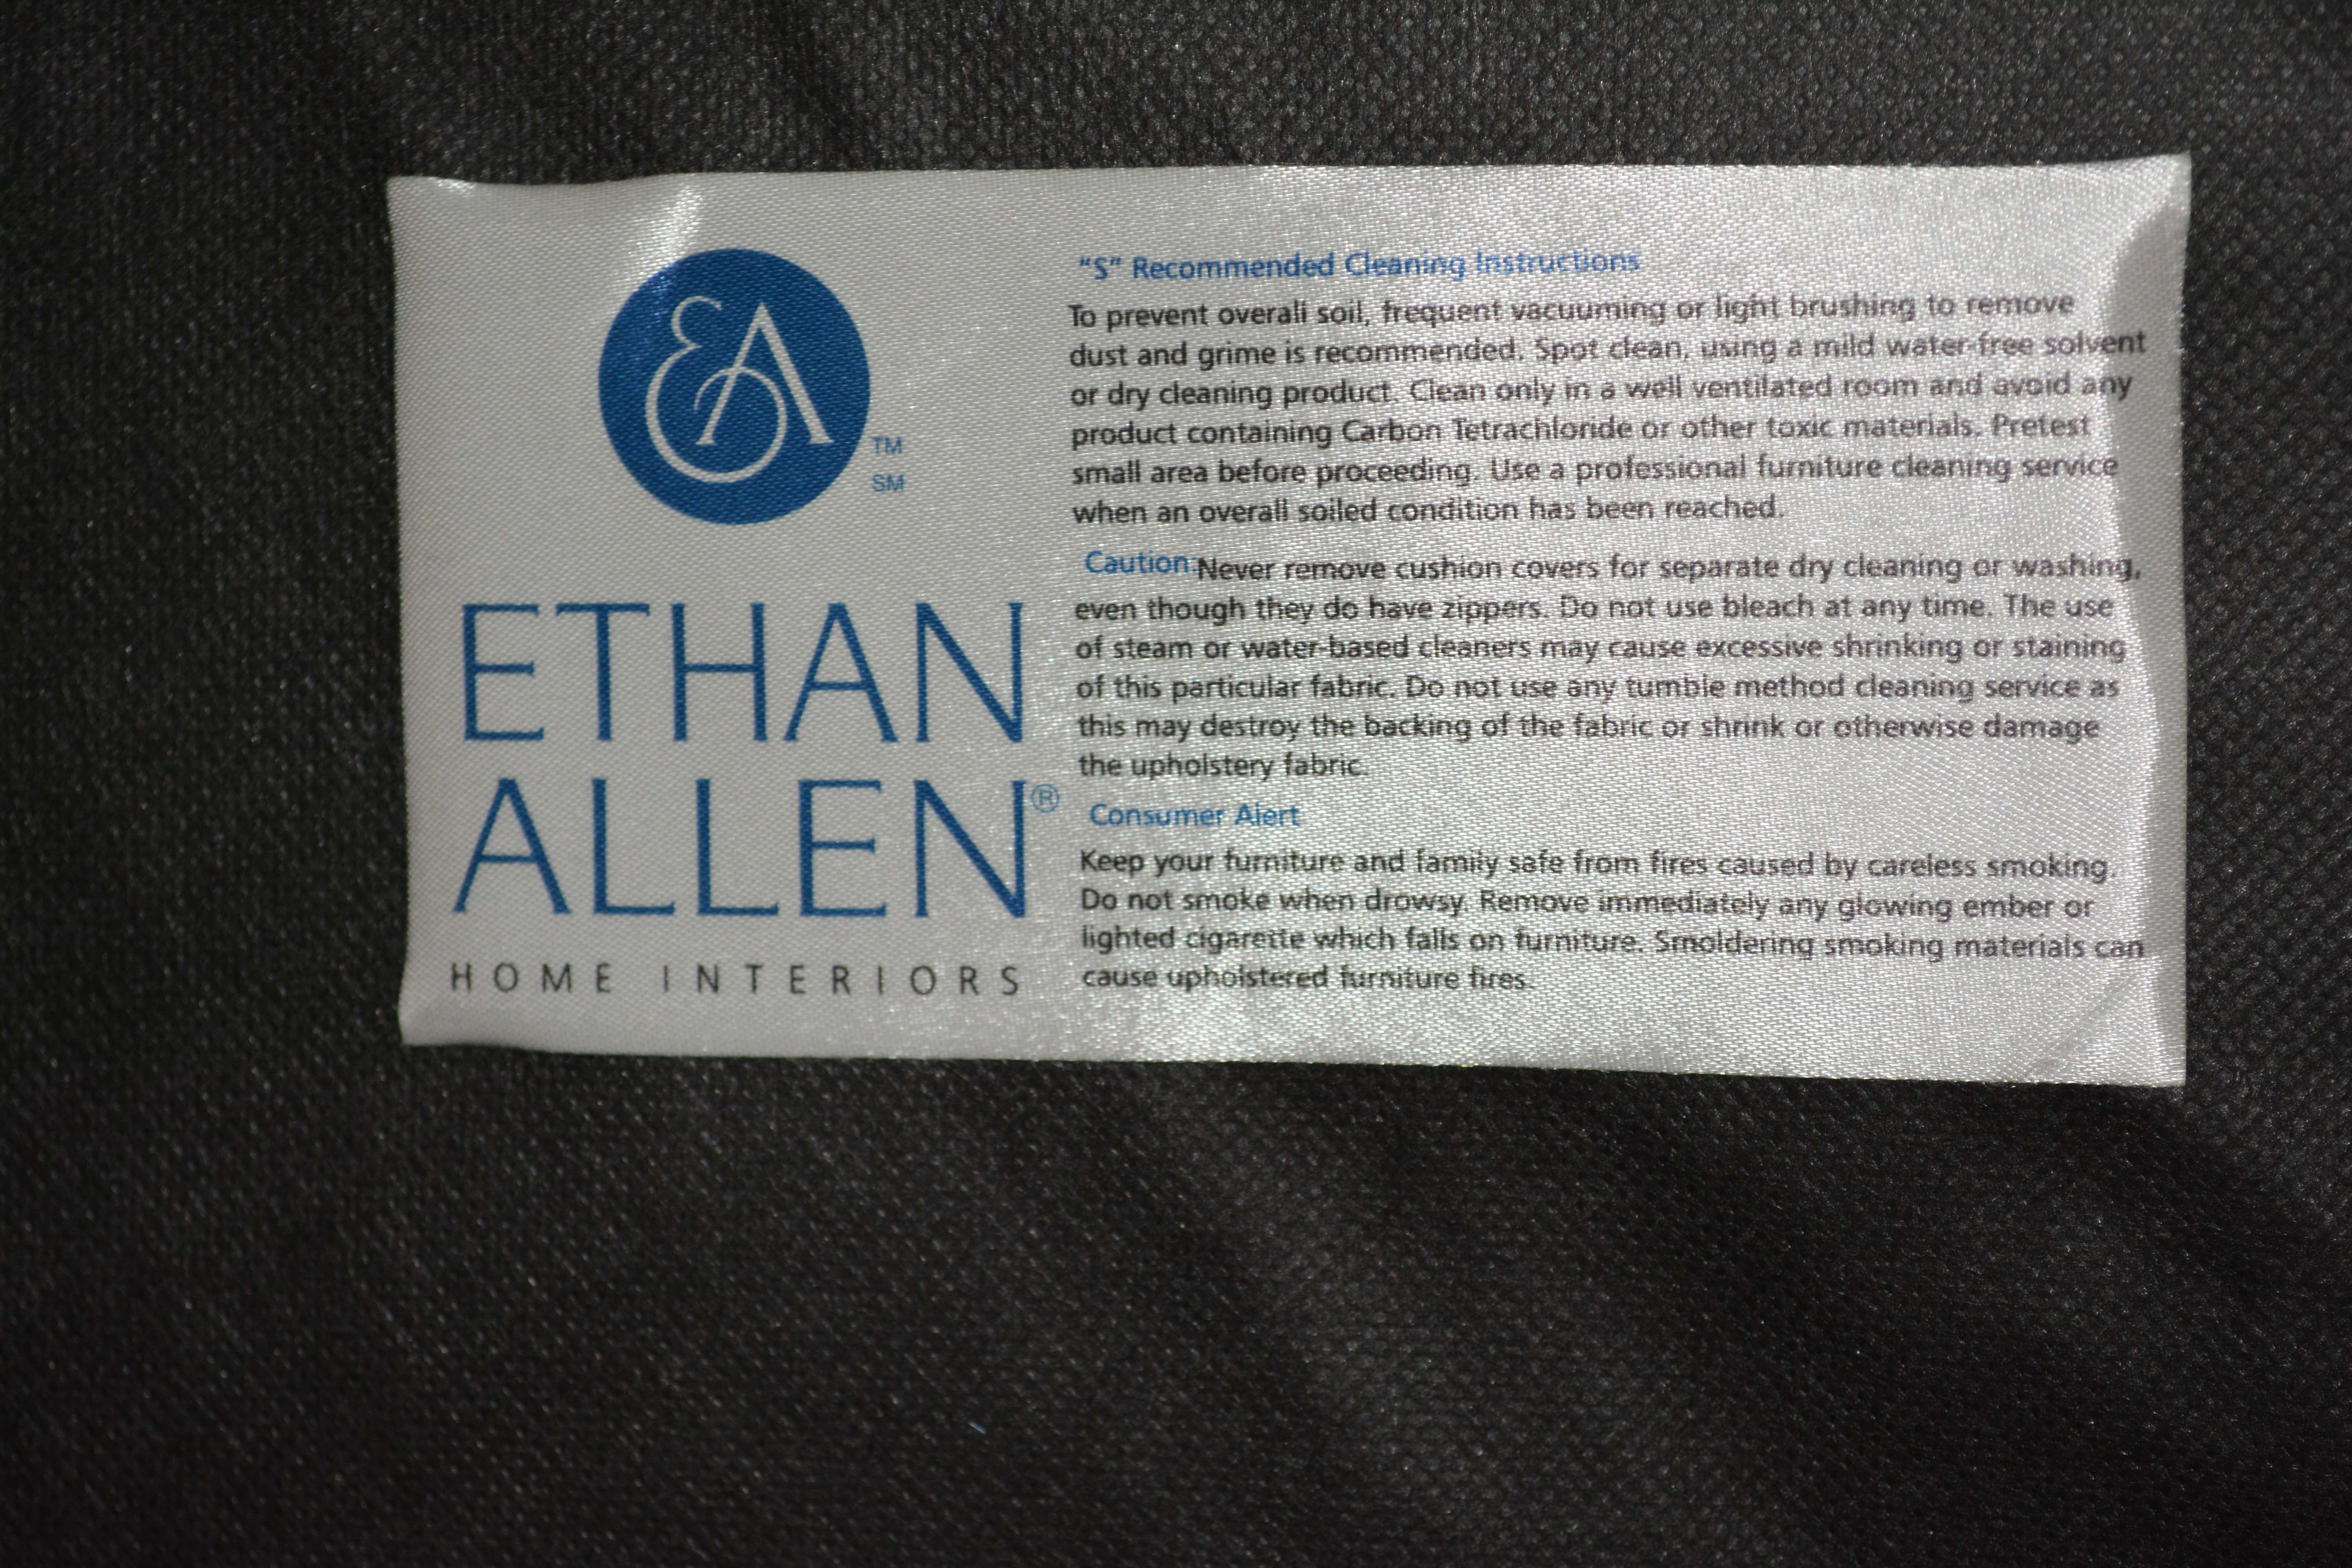 EA
TM
SM
ETHAN
ALLEN®
HOME INTERIORS
"S" Recommended Cleaning Instructions
To prevent overall soil, frequent vacuuming or light brushing to remove
dust and grime is recommended. Spot clean, using a mild water-free solvent
or dry cleaning product. Clean only in a well ventilated room and avoid any
product containing Carbon Tetrachloride or other toxic materials. Pretest
small area before proceeding. Use a professional furniture cleaning service
when an overall soiled condition has been reached.
Caution:Never remove cushion covers for separate dry cleaning or washing,
even though they do have zippers. Do not use bleach at any time. The use
of steam or water-based cleaners may cause excessive shrinking or staining
of this particular fabric. Do not use any tumble method cleaning service as
this may destroy the backing of the fabric or shrink or otherwise damage
the upholstery fabric.
Consumer Alert
Keep your furniture and family safe from fires caused by careless smoking.
Do not smoke when drowsy. Remove immediately any glowing ember or
lighted cigarette which falls on furniture. Smoldering smoking materials can
cause upholstered furniture fires.